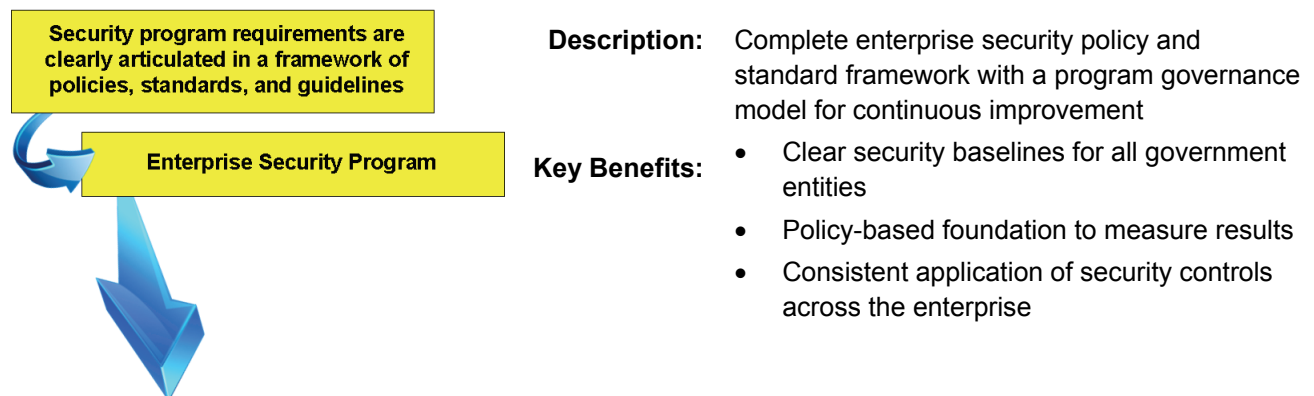 Security program requirements are
clearly articulated in a framework of
policies, standards, and guidelines
Enterprise Security Program
Description: Complete enterprise security policy and
standard framework with a program governance
model for continuous improvement
Key Benefits:
• Clear security baselines for all government
entities
• Policy-based foundation to measure results
• Consistent application of security controls
across the enterprise